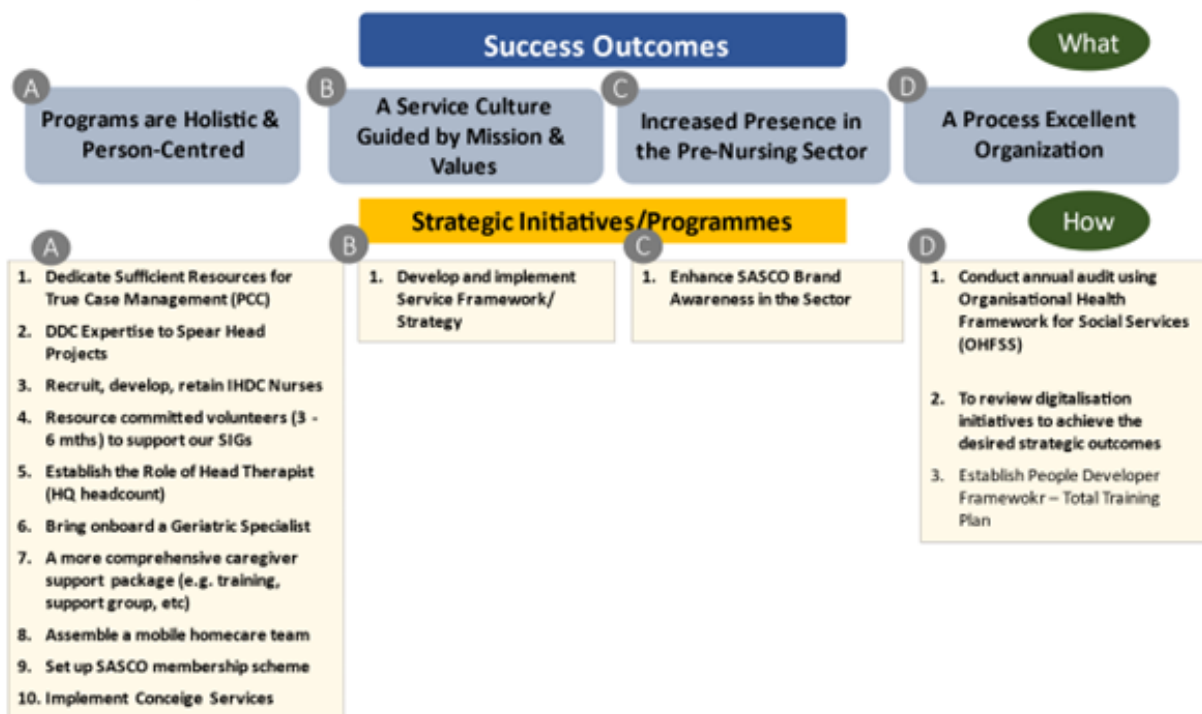 Success Outcomes
What
A
Programs are Holistic &
Person-Centred
B
A Service Culture
Guided by Mission &
Values
C
Increased Presence in
the Pre-Nursing Sector
D
A Process Excellent
Organization
Strategic Initiatives/Programmes
How
A
1. Dedicate Sufficient Resources for
True Case Management (PCC)
2. DDC Expertise to Spear Head
Projects
3. Recruit, develop, retain IHDC Nurses
4. Resource committed volunteers (3 -
6 mths) to support our SIGs
5. Establish the Role of Head Therapist
(HQ headcount)
6. Bring onboard a Geriatric Specialist
7. A more comprehensive caregiver
support package (e.g. training,
support group, etc)
8. Assemble a mobile homecare team
9. Set up SASCO membership scheme
10. Implement Conceige Services
B
1. Develop and implement
Service Framework/
Strategy
C
1. Enhance SASCO Brand
Awareness in the Sector
D
1. Conduct annual audit using
Organisational Health
Framework for Social Services
(OHFSS)
2. To review digitalisation
initiatives to achieve the
desired strategic outcomes
3. Establish People Developer
Framewokr – Total Training
Plan